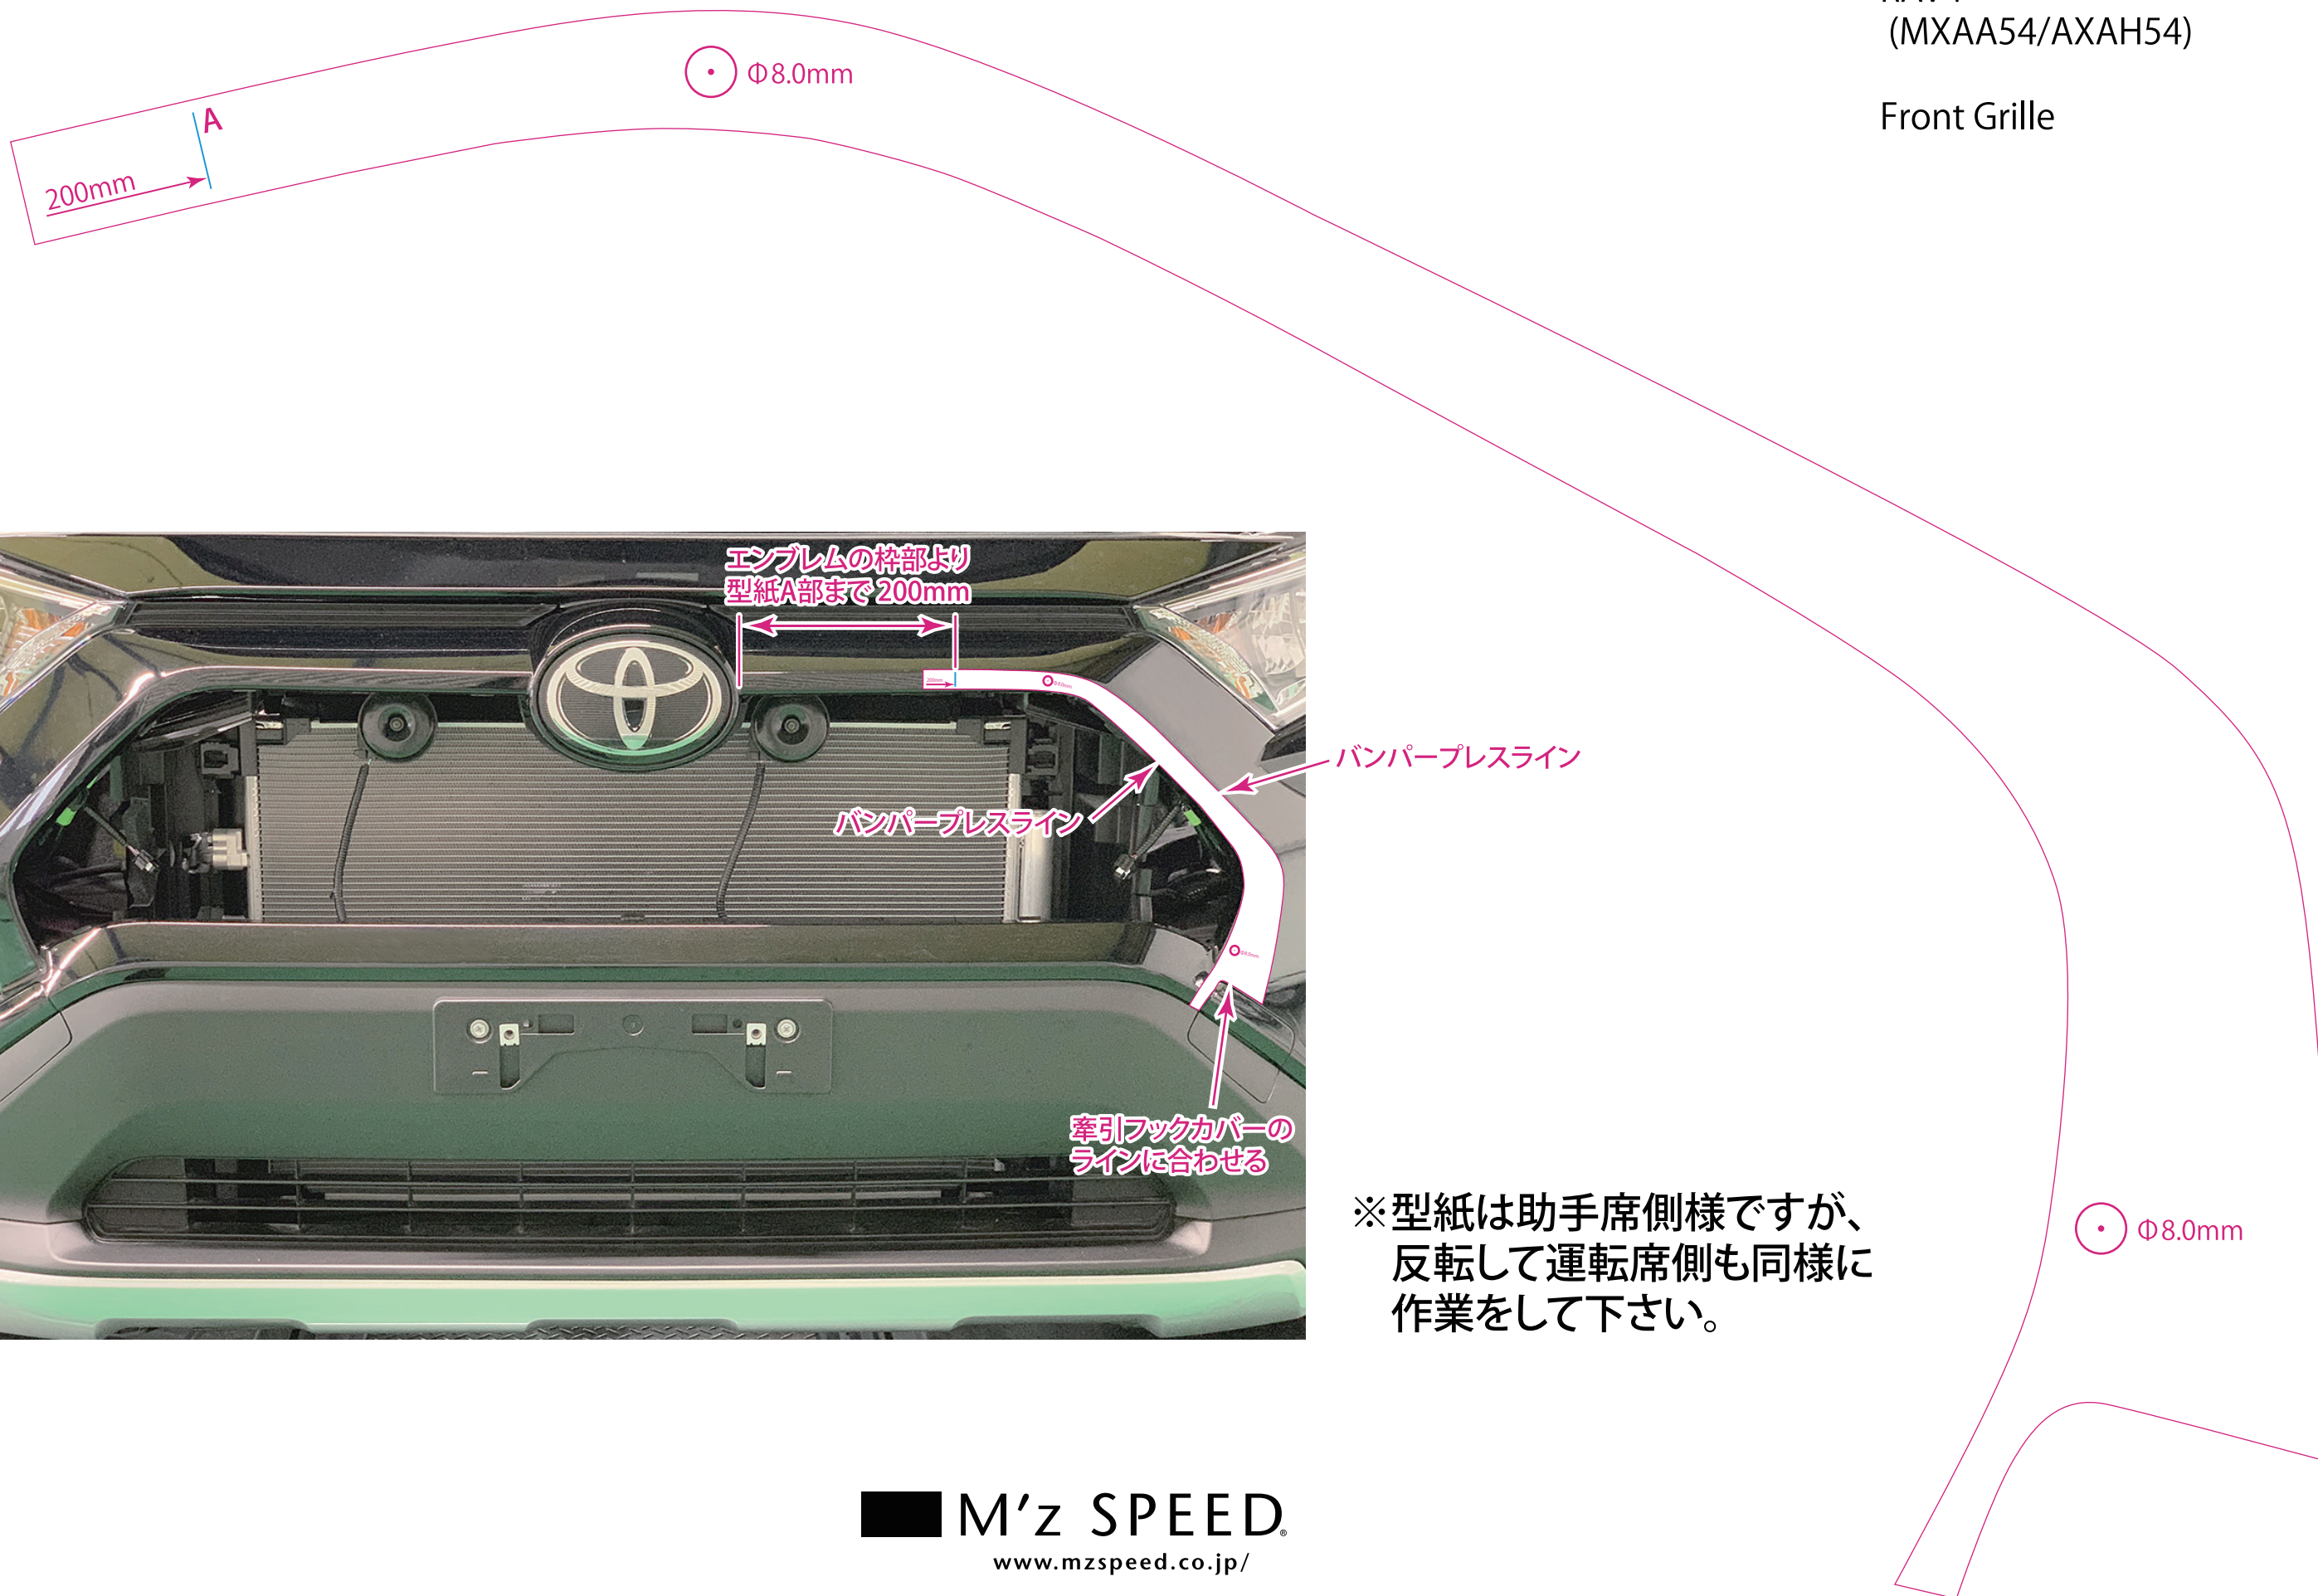 (MXAA54/AXAH54)
Front Grille
Φ8.0mm
A
200mm
エンブレムの枠部より
型紙A部まで 200mm
200mm
Φ8.0mm
バンパープレスライン
バンパープレスライン
Φ8.0mm
牽引フックカバーの
ラインに合わせる
※型紙は助手席側様ですが、
反転して運転席側も同様に
作業をして下さい。
Φ8.0mm
M'z SPEED®
www.mzspeed.co.jp/